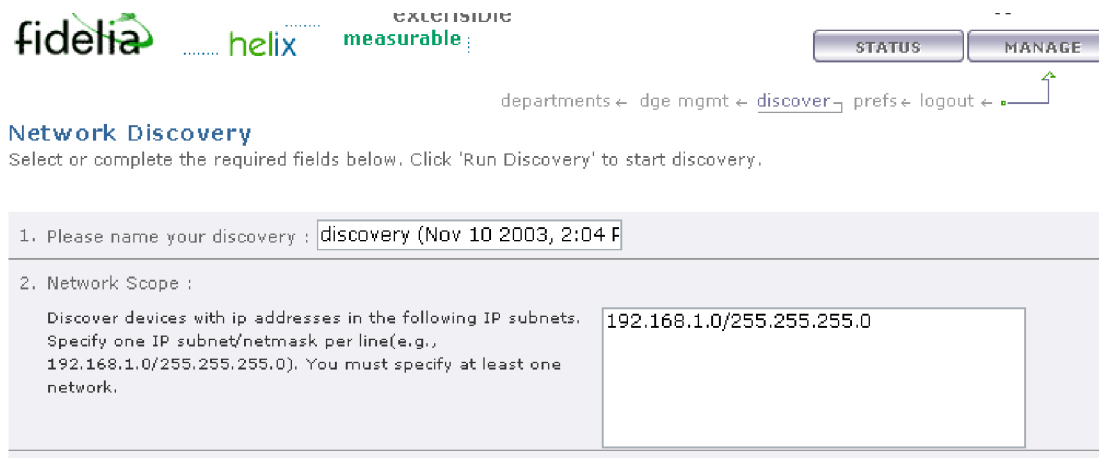 fidelia
helix
extensible
measurable
STATUS
MANAGE
departments ← dge mgmt ← discover prefs ← logout ←
Network Discovery
Select or complete the required fields below. Click 'Run Discovery' to start discovery.
1. Please name your discovery : discovery (Nov 10 2003, 2:04 P
2. Network Scope :
Discover devices with ip addresses in the following IP subnets.
Specify one IP subnet/netmask per line(e.g.,
192.168.1.0/255.255.255.0). You must specify at least one
network.
192.168.1.0/255.255.255.0